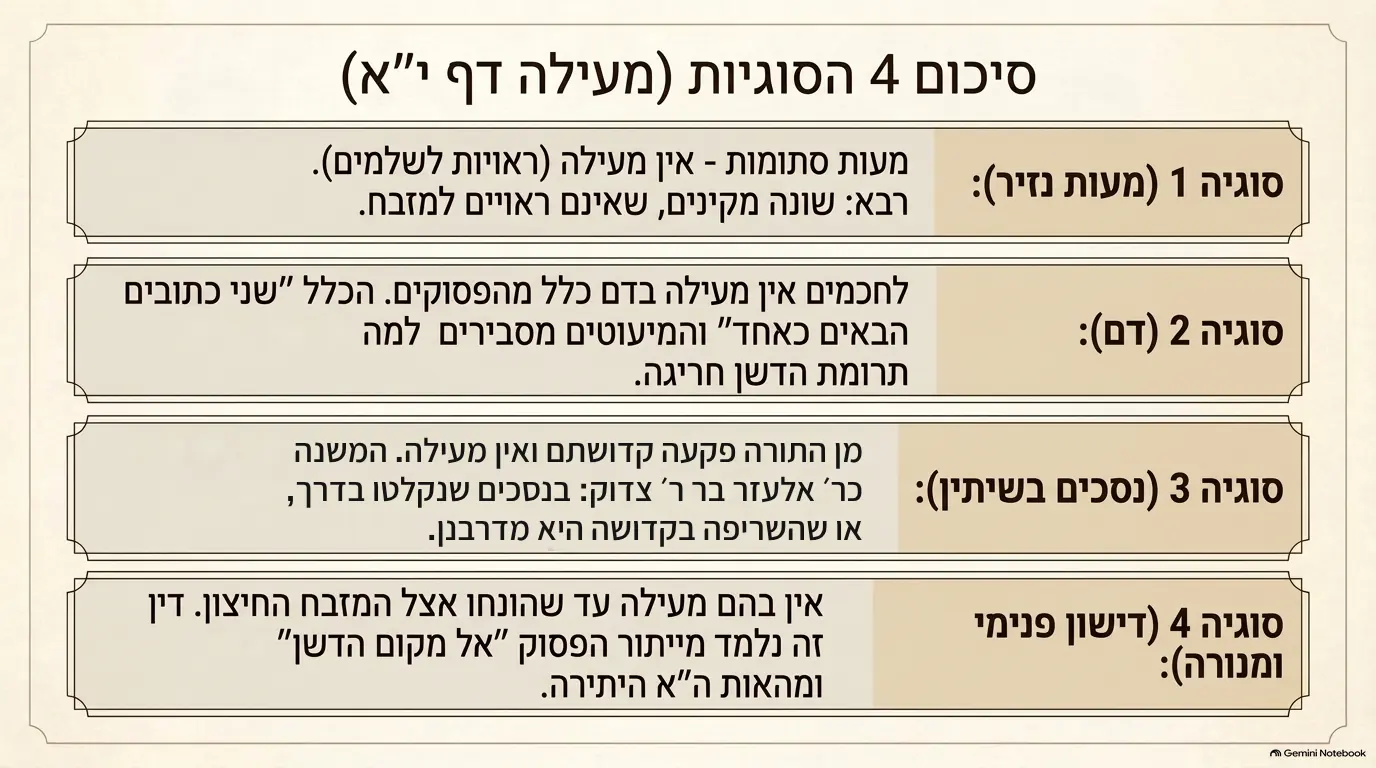 סיכום 4 הסוגיות (מעילה דף י"א)
סוגיה 1 (מעות נזיר):
מעות סתומות - אין מעילה (ראויות לשלמים).
רבא: שונה מקינים, שאינם ראויים למזבח.
סוגיה 2 (דם):
לחכמים אין מעילה בדם כלל מהפסוקים. הכלל "שני כתובים
הבאים כאחד" והמיעוטים מסבירים למה
תרומת הדשן חריגה.
סוגיה 3 (נסכים בשיתין):
מן התורה פקעה קדושתם ואין מעילה. המשנה
כר׳ אלעזר בר ר׳ צדוק: בנסכים שנקלטו בדרך,
או שהשריפה בקדושה היא מדרבנן.
סוגיה 4 (דישון פנימי
ומנורה):
אין בהם מעילה עד שהונחו אצל המזבח החיצון. דין
זה נלמד מייתור הפסוק "אל מקום הדשן"
ומהאות ה"א היתירה.
Gemini Notebook